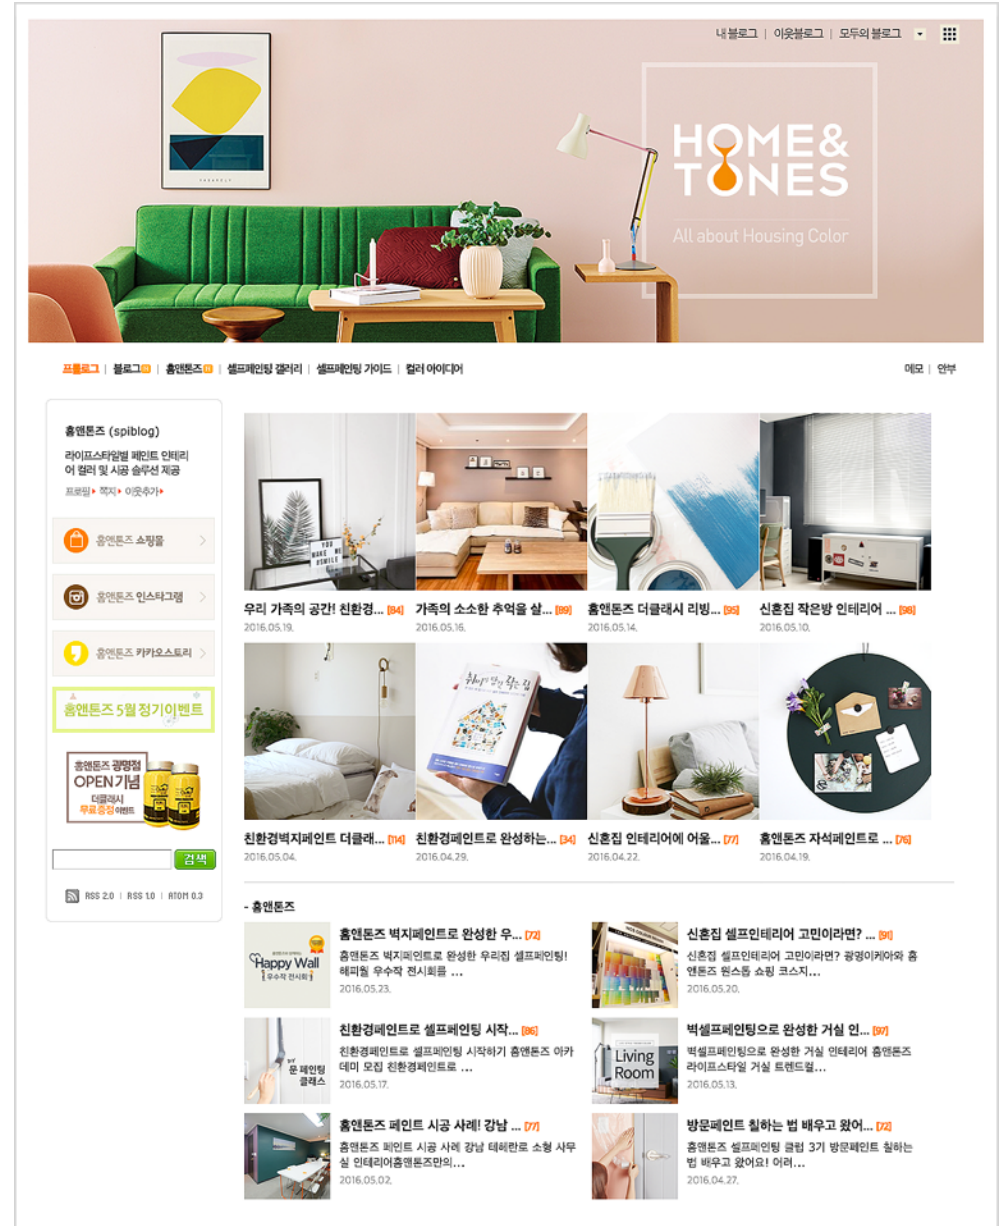 내 블로그 | 이웃블로그 | 모두의 블로그
HOME&
TONES
All about Housing Color
프롤로그 | 블로그 | 홈앤톤즈 | 셀프페인팅 갤러리 | 셀프페인팅 가이드 | 컬러 아이디어
메모 | 안부
홈앤톤즈 (spiblog)
라이프스타일별 페인트 인테리
어 컬러 및 시공 솔루션 제공
프로필 쪽지 이웃추가
홈앤톤즈 쇼핑몰
홈앤톤즈 인스타그램
홈앤톤즈 카카오스토리
홈앤톤즈 5월 정기이벤트
홈앤톤즈 광명점
OPEN 기념
더클래시
무료증정 이벤트
검색
RSS 2.0 | RSS 1.0 | ATOM 0.3
YOU
MAKE ME
SMILE
우리 가족의 공간! 친환경... [84]
2016.05.19.
가족의 소소한 추억을 살... [89]
2016.05.16.
홈앤톤즈 더클래시 리빙... [95]
2016.05.14.
신혼집 작은방 인테리어 ... [98]
2016.05.10.
친환경벽지페인트 더클래... [114]
2016.05.04.
친환경페인트로 완성하는... [34]
2016.04.29.
신혼집 인테리어에 어울... [77]
2016.04.22.
홈앤톤즈 자석페인트로 ... [76]
2016.04.19.
- 홈앤톤즈
Happy Wall
우수작 전시회
홈앤톤즈 벽지페인트로 완성한 우... [72]
홈앤톤즈 벽지페인트로 완성한 우리집 셀프페인팅!
해피월 우수작 전시회를 ...
2016.05.23.
신혼집 셀프인테리어 고민이라면? ... [91]
신혼집 셀프인테리어 고민이라면? 광명이케아와 홈
앤톤즈 원스톱 쇼핑 코스지...
2016.05.20.
문 페인팅
클래스
친환경페인트로 셀프페인팅 시작... [86]
친환경페인트로 셀프페인팅 시작하기 홈앤톤즈 아카
데미 모집 친환경페인트로 ...
2016.05.17.
Living
Room
벽셀프페인팅으로 완성한 거실 인... [97]
벽셀프페인팅으로 완성한 거실 인테리어 홈앤톤즈
라이프스타일 거실 트렌드컬...
2016.05.13.
홈앤톤즈 페인트 시공 사례! 강남 ... [77]
홈앤톤즈 페인트 시공 사례 강남 테헤란로 소형 사무
실 인테리어홈앤톤즈만의...
2016.05.02.
방문페인트 칠하는 법 배우고 왔어... [72]
홈앤톤즈 셀프페인팅 클럽 3기 방문페인트 칠하는
법 배우고 왔어요! 어려...
2016.04.27.